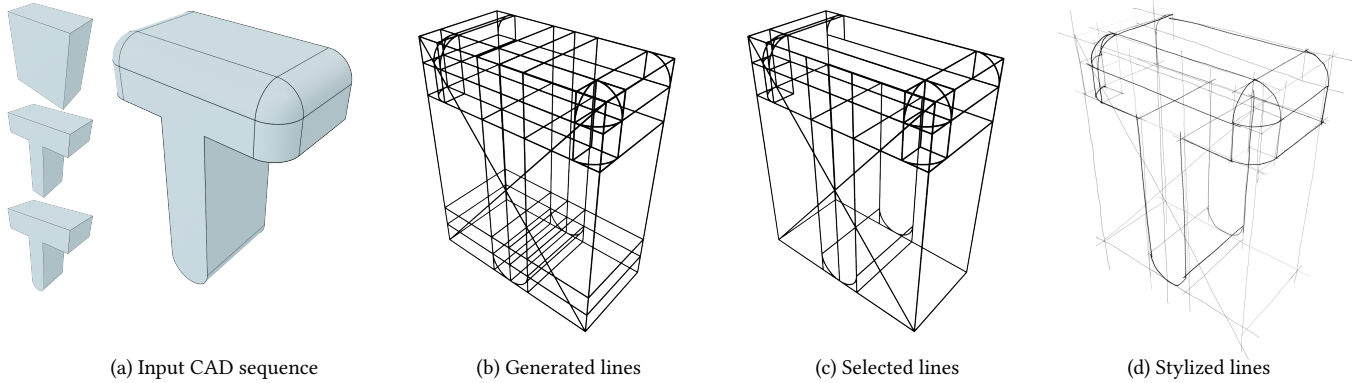 (a) Input CAD sequence
(b) Generated lines
(c) Selected lines
(d) Stylized lines